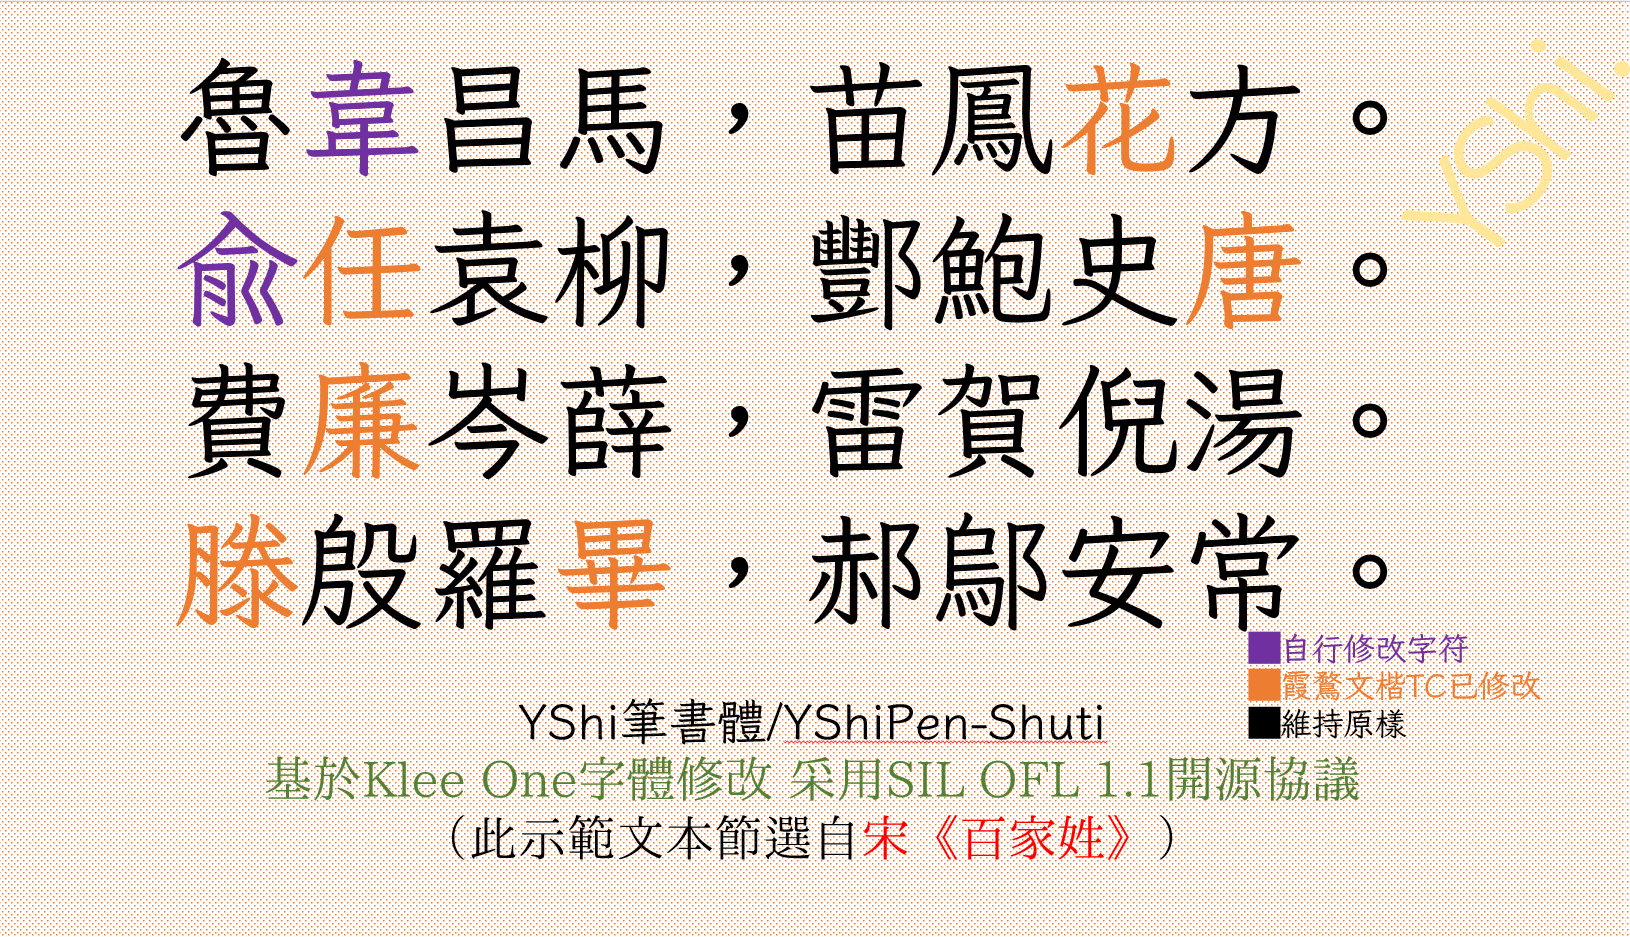 魯韋昌馬，苗鳳花方。
俞任袁柳，酆鮑史唐。
費廉岑薛，雷賀倪湯。
滕殷羅畢，郝鄔安常。
YShi.
■自行修改字符
■霞鶩文楷TC已修改
■維持原樣
YShi筆書體/YShiPen-Shuti
基於Klee One字體修改 采用SIL OFL 1.1開源協議
（此示範文本節選自宋《百家姓》）